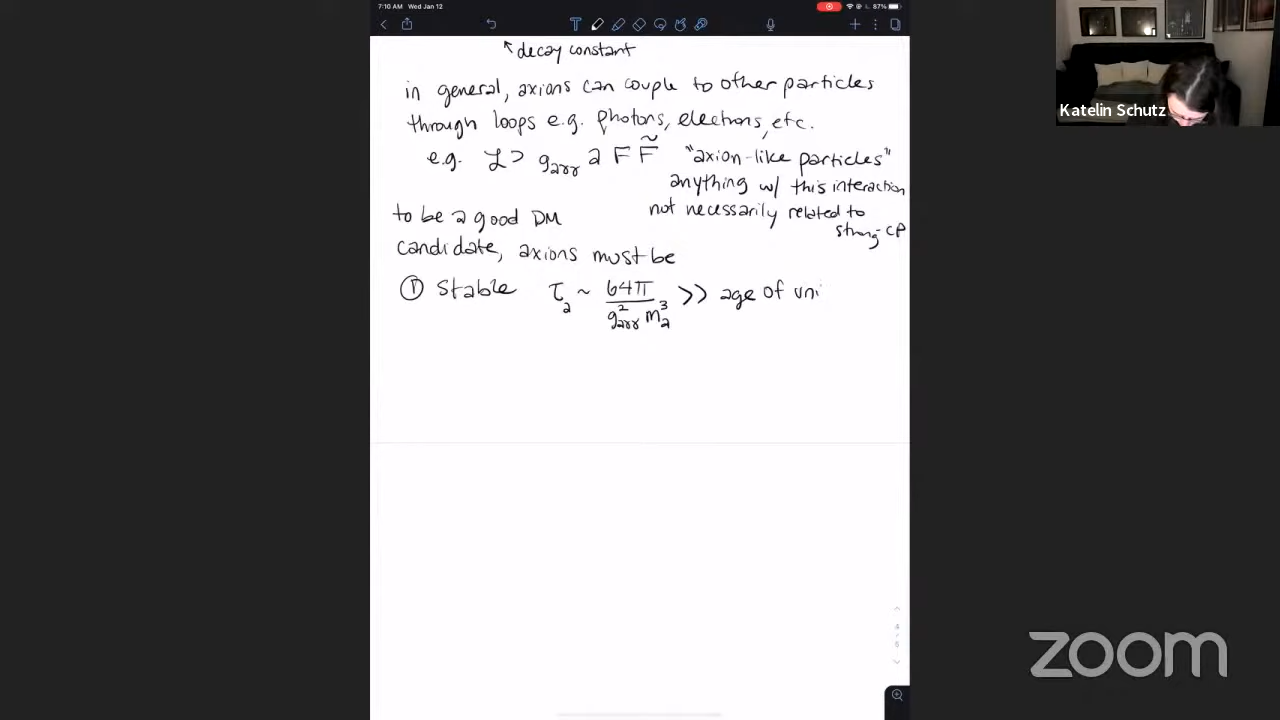 7:10 AM Wed Jan 12
87%
decay constant
in general, axions can couple to other particles
through loops e.g. photons, electrons, etc.
e.g. ℒ ⊃ g_aγγ a F F̃ "axion-like particles"
anything w/ this interaction
not necessarily related to
strong-CP
to be a good DM
candidate, axions must be
① Stable τ_a ~ 64π / g²_aγγ m³_a >> age of uni
Katelin Schutz
zoom